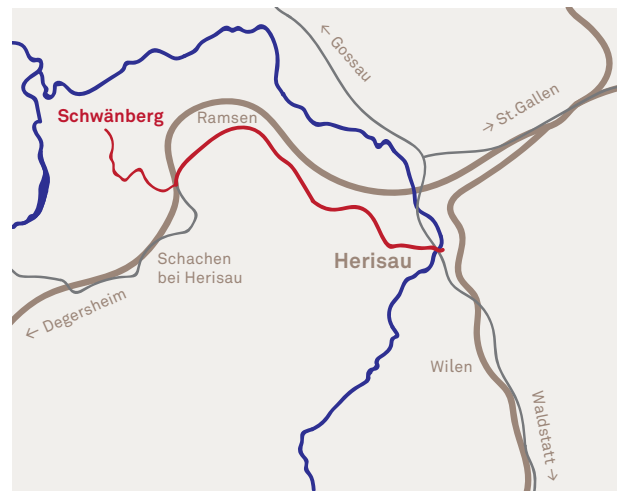 ← Gossau
→ St.Gallen
Schwänberg
Ramsen
Schachen
bei Herisau
Herisau
← Degersheim
Wilen
Waldstatt →